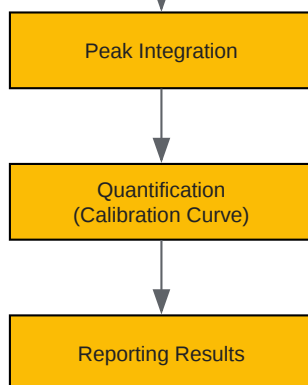 Peak Integration
Quantification
(Calibration Curve)
Reporting Results